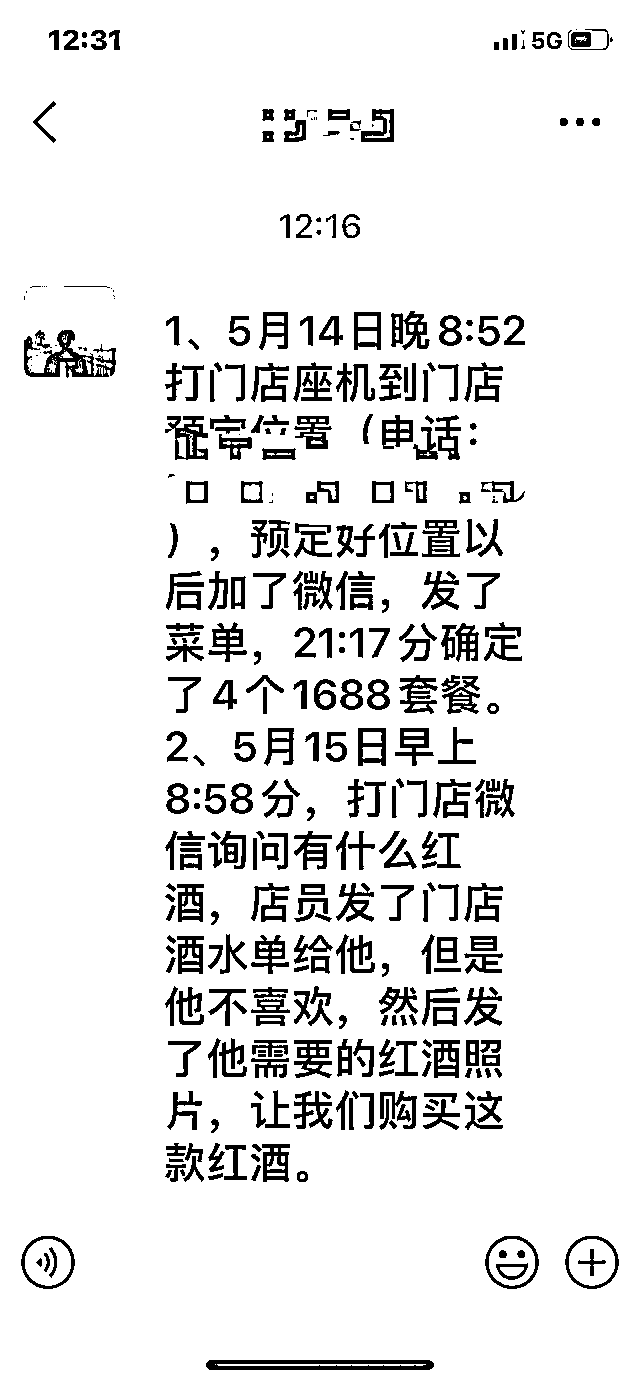 12:31
5G
12:16
1、5月14日晚8:52
打门店座机到门店
预定位置（电话：
），预定好位置以
后加了微信，发了
菜单，21:17分确定
了4个1688套餐。
2、5月15日早上
8:58分，打门店微
信询问有什么红
酒，店员发了门店
酒水单给他，但是
他不喜欢，然后发
了他需要的红酒照
片，让我们购买这
款红酒。